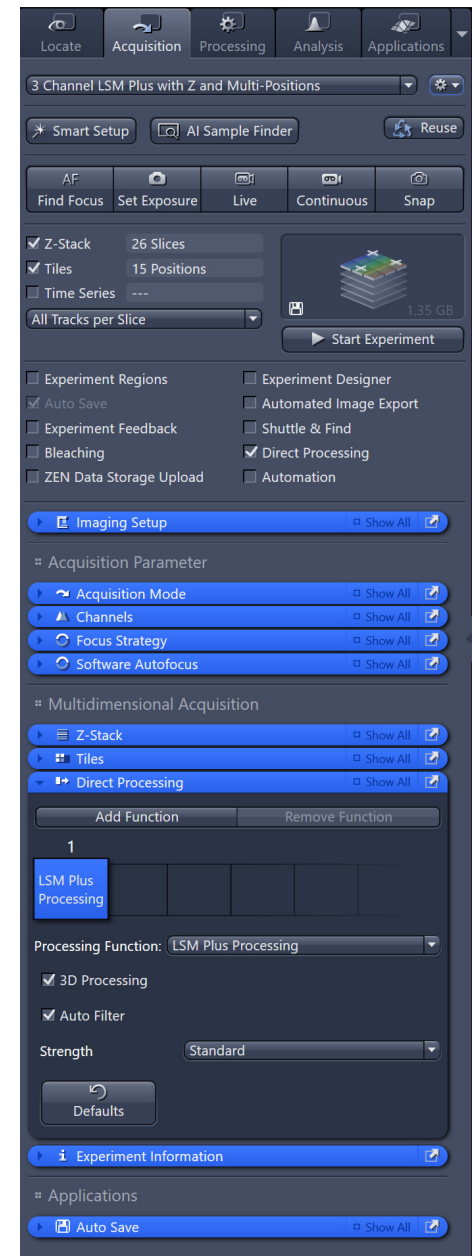 Locate Acquisition Processing Analysis Applications
3 Channel LSM Plus with Z and Multi-Positions
Smart Setup AI Sample Finder Reuse
AF
Find Focus Set Exposure Live Continuous Snap
Z-Stack 26 Slices
Tiles 15 Positions
Time Series ---
1.35 GB
All Tracks per Slice
Start Experiment
Experiment Regions Experiment Designer
Auto Save Automated Image Export
Experiment Feedback Shuttle & Find
Bleaching Direct Processing
ZEN Data Storage Upload Automation
Imaging Setup Show All
Acquisition Parameter
Acquisition Mode Show All
Channels Show All
Focus Strategy Show All
Software Autofocus Show All
Multidimensional Acquisition
Z-Stack Show All
Tiles Show All
Direct Processing Show All
Add Function Remove Function
1
LSM Plus
Processing
Processing Function: LSM Plus Processing
3D Processing
Auto Filter
Strength Standard
Defaults
Experiment Information
Applications
Auto Save Show All